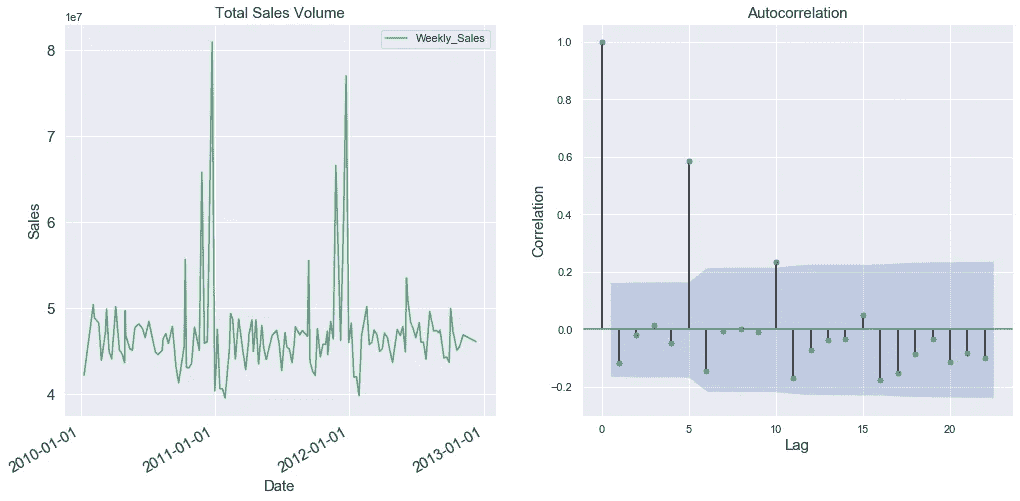 Total Sales Volume
1e7
Weekly_Sales
8
7
6
5
4
Sales
2010-01-01
2011-01-01
2012-01-01
2013-01-01
Date
Autocorrelation
1.0
0.8
0.6
0.4
0.2
0.0
−0.2
Correlation
0
5
10
15
20
Lag